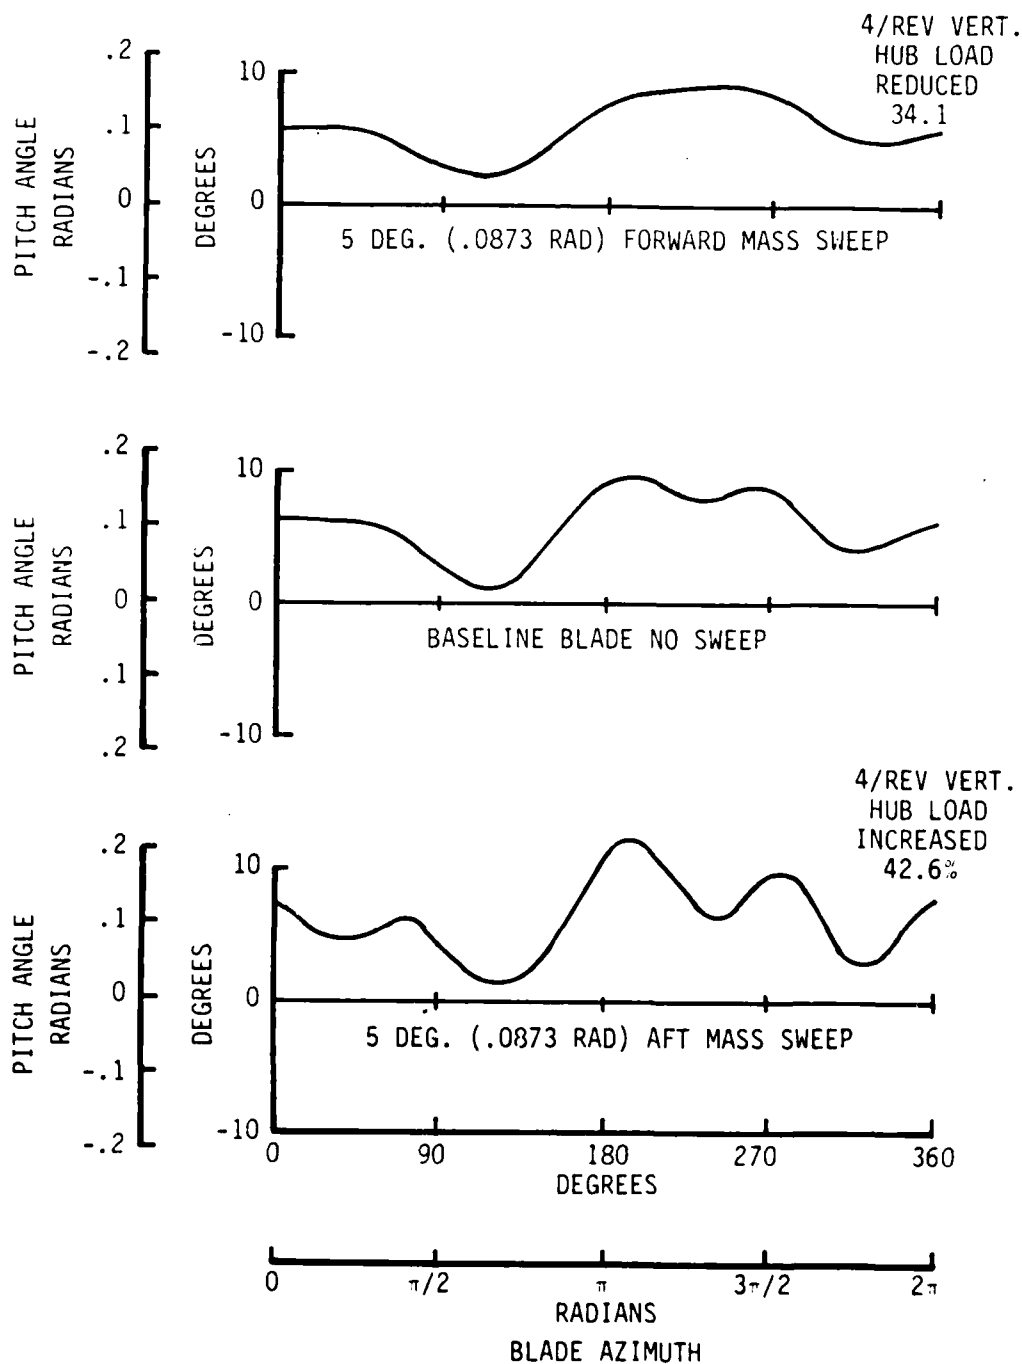 4/REV VERT.
HUB LOAD
REDUCED
34.1
PITCH ANGLE
RADIANS
.2
.1
0
-.1
-.2
DEGREES
10
0
-10
5 DEG. (.0873 RAD) FORWARD MASS SWEEP
PITCH ANGLE
RADIANS
.2
.1
0
.1
.2
DEGREES
10
0
-10
BASELINE BLADE NO SWEEP
4/REV VERT.
HUB LOAD
INCREASED
42.6%
PITCH ANGLE
RADIANS
.2
.1
0
-.1
-.2
DEGREES
10
0
-10
5 DEG. (.0873 RAD) AFT MASS SWEEP
0 90 180 270 360
DEGREES
0 π/2 π 3π/2 2π
RADIANS
BLADE AZIMUTH